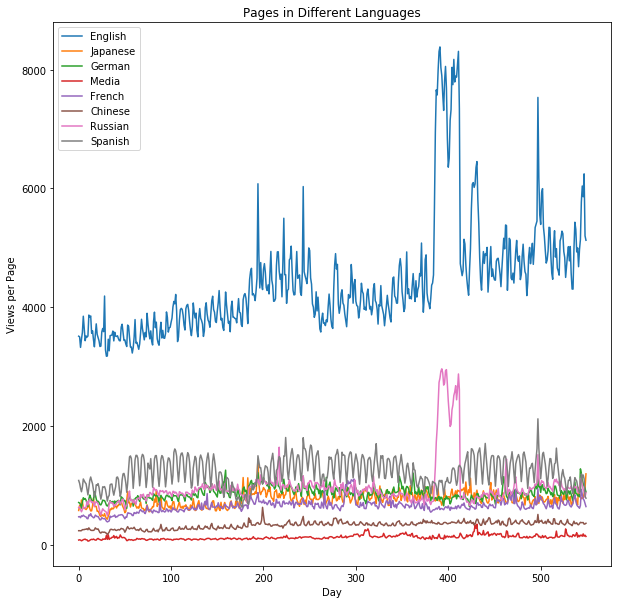 Pages in Different Languages
English
Japanese
German
Media
French
Chinese
Russian
Spanish
Views per Page
8000
6000
4000
2000
0
0
100
200
300
400
500
Day